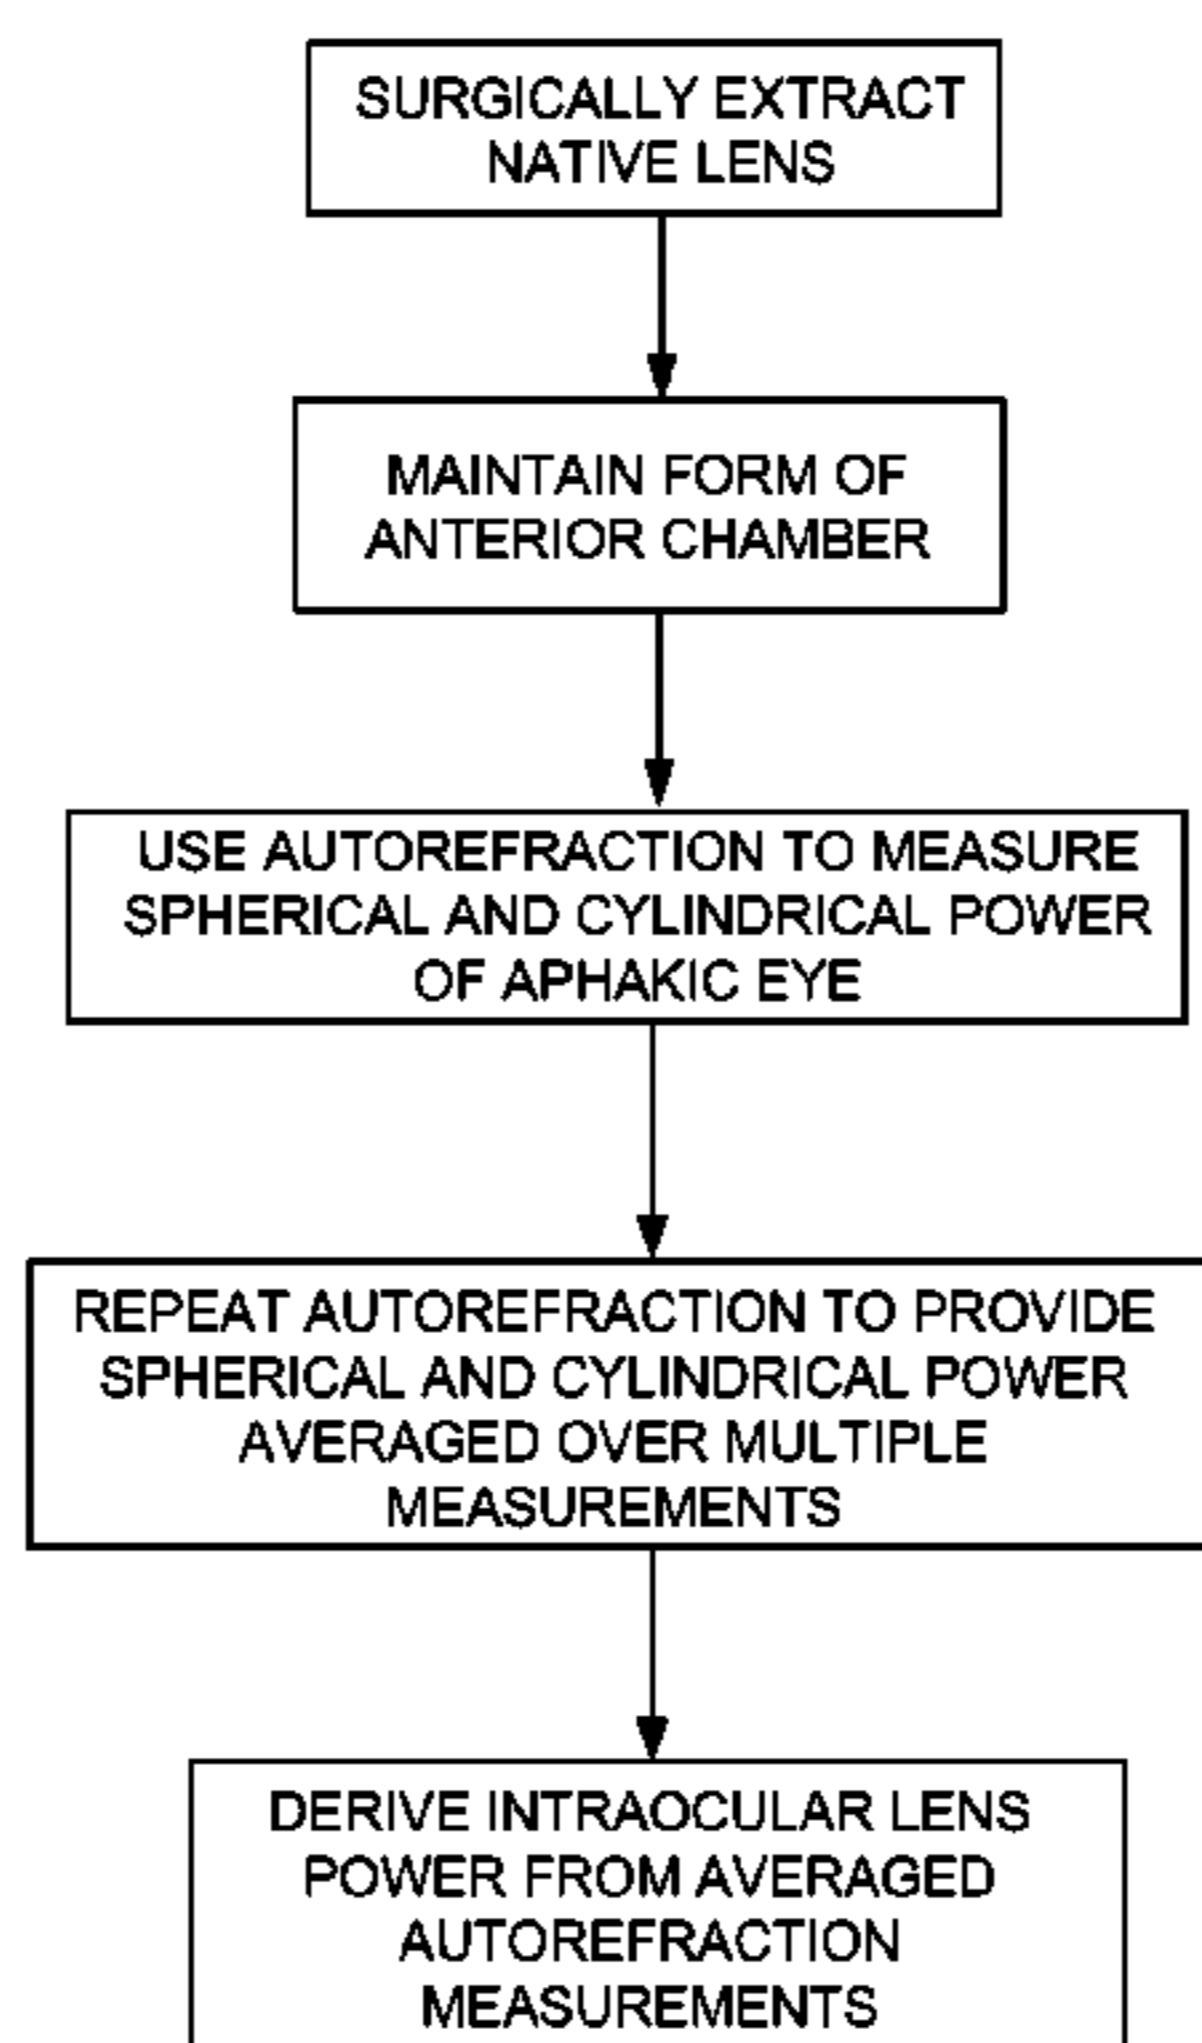 SURGICALLY EXTRACT
NATIVE LENS
MAINTAIN FORM OF
ANTERIOR CHAMBER
USE AUTOREFRACTION TO MEASURE
SPHERICAL AND CYLINDRICAL POWER
OF APHAKIC EYE
REPEAT AUTOREFRACTION TO PROVIDE
SPHERICAL AND CYLINDRICAL POWER
AVERAGED OVER MULTIPLE
MEASUREMENTS
DERIVE INTRAOCULAR LENS
POWER FROM AVERAGED
AUTOREFRACTION
MEASUREMENTS